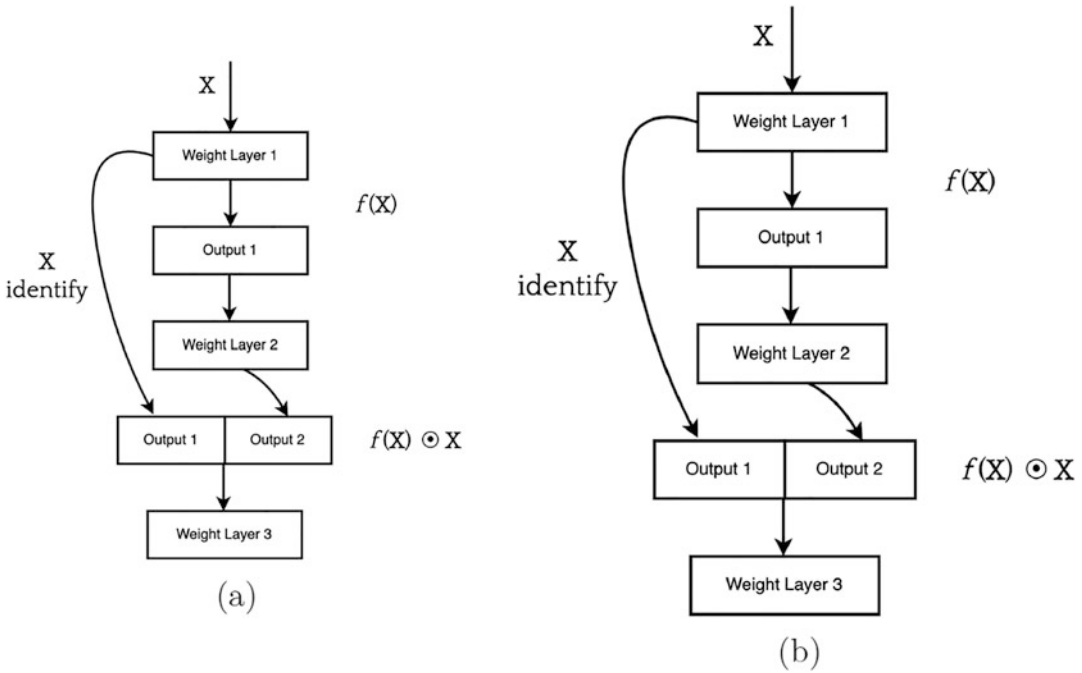 X
Weight Layer 1
f(X)
Output 1
X
identify
Weight Layer 2
Output 1
Output 2
f(X) ⊙ X
Weight Layer 3
(a)
X
Weight Layer 1
f(X)
Output 1
X
identify
Weight Layer 2
Output 1
Output 2
f(X) ⊙ X
Weight Layer 3
(b)